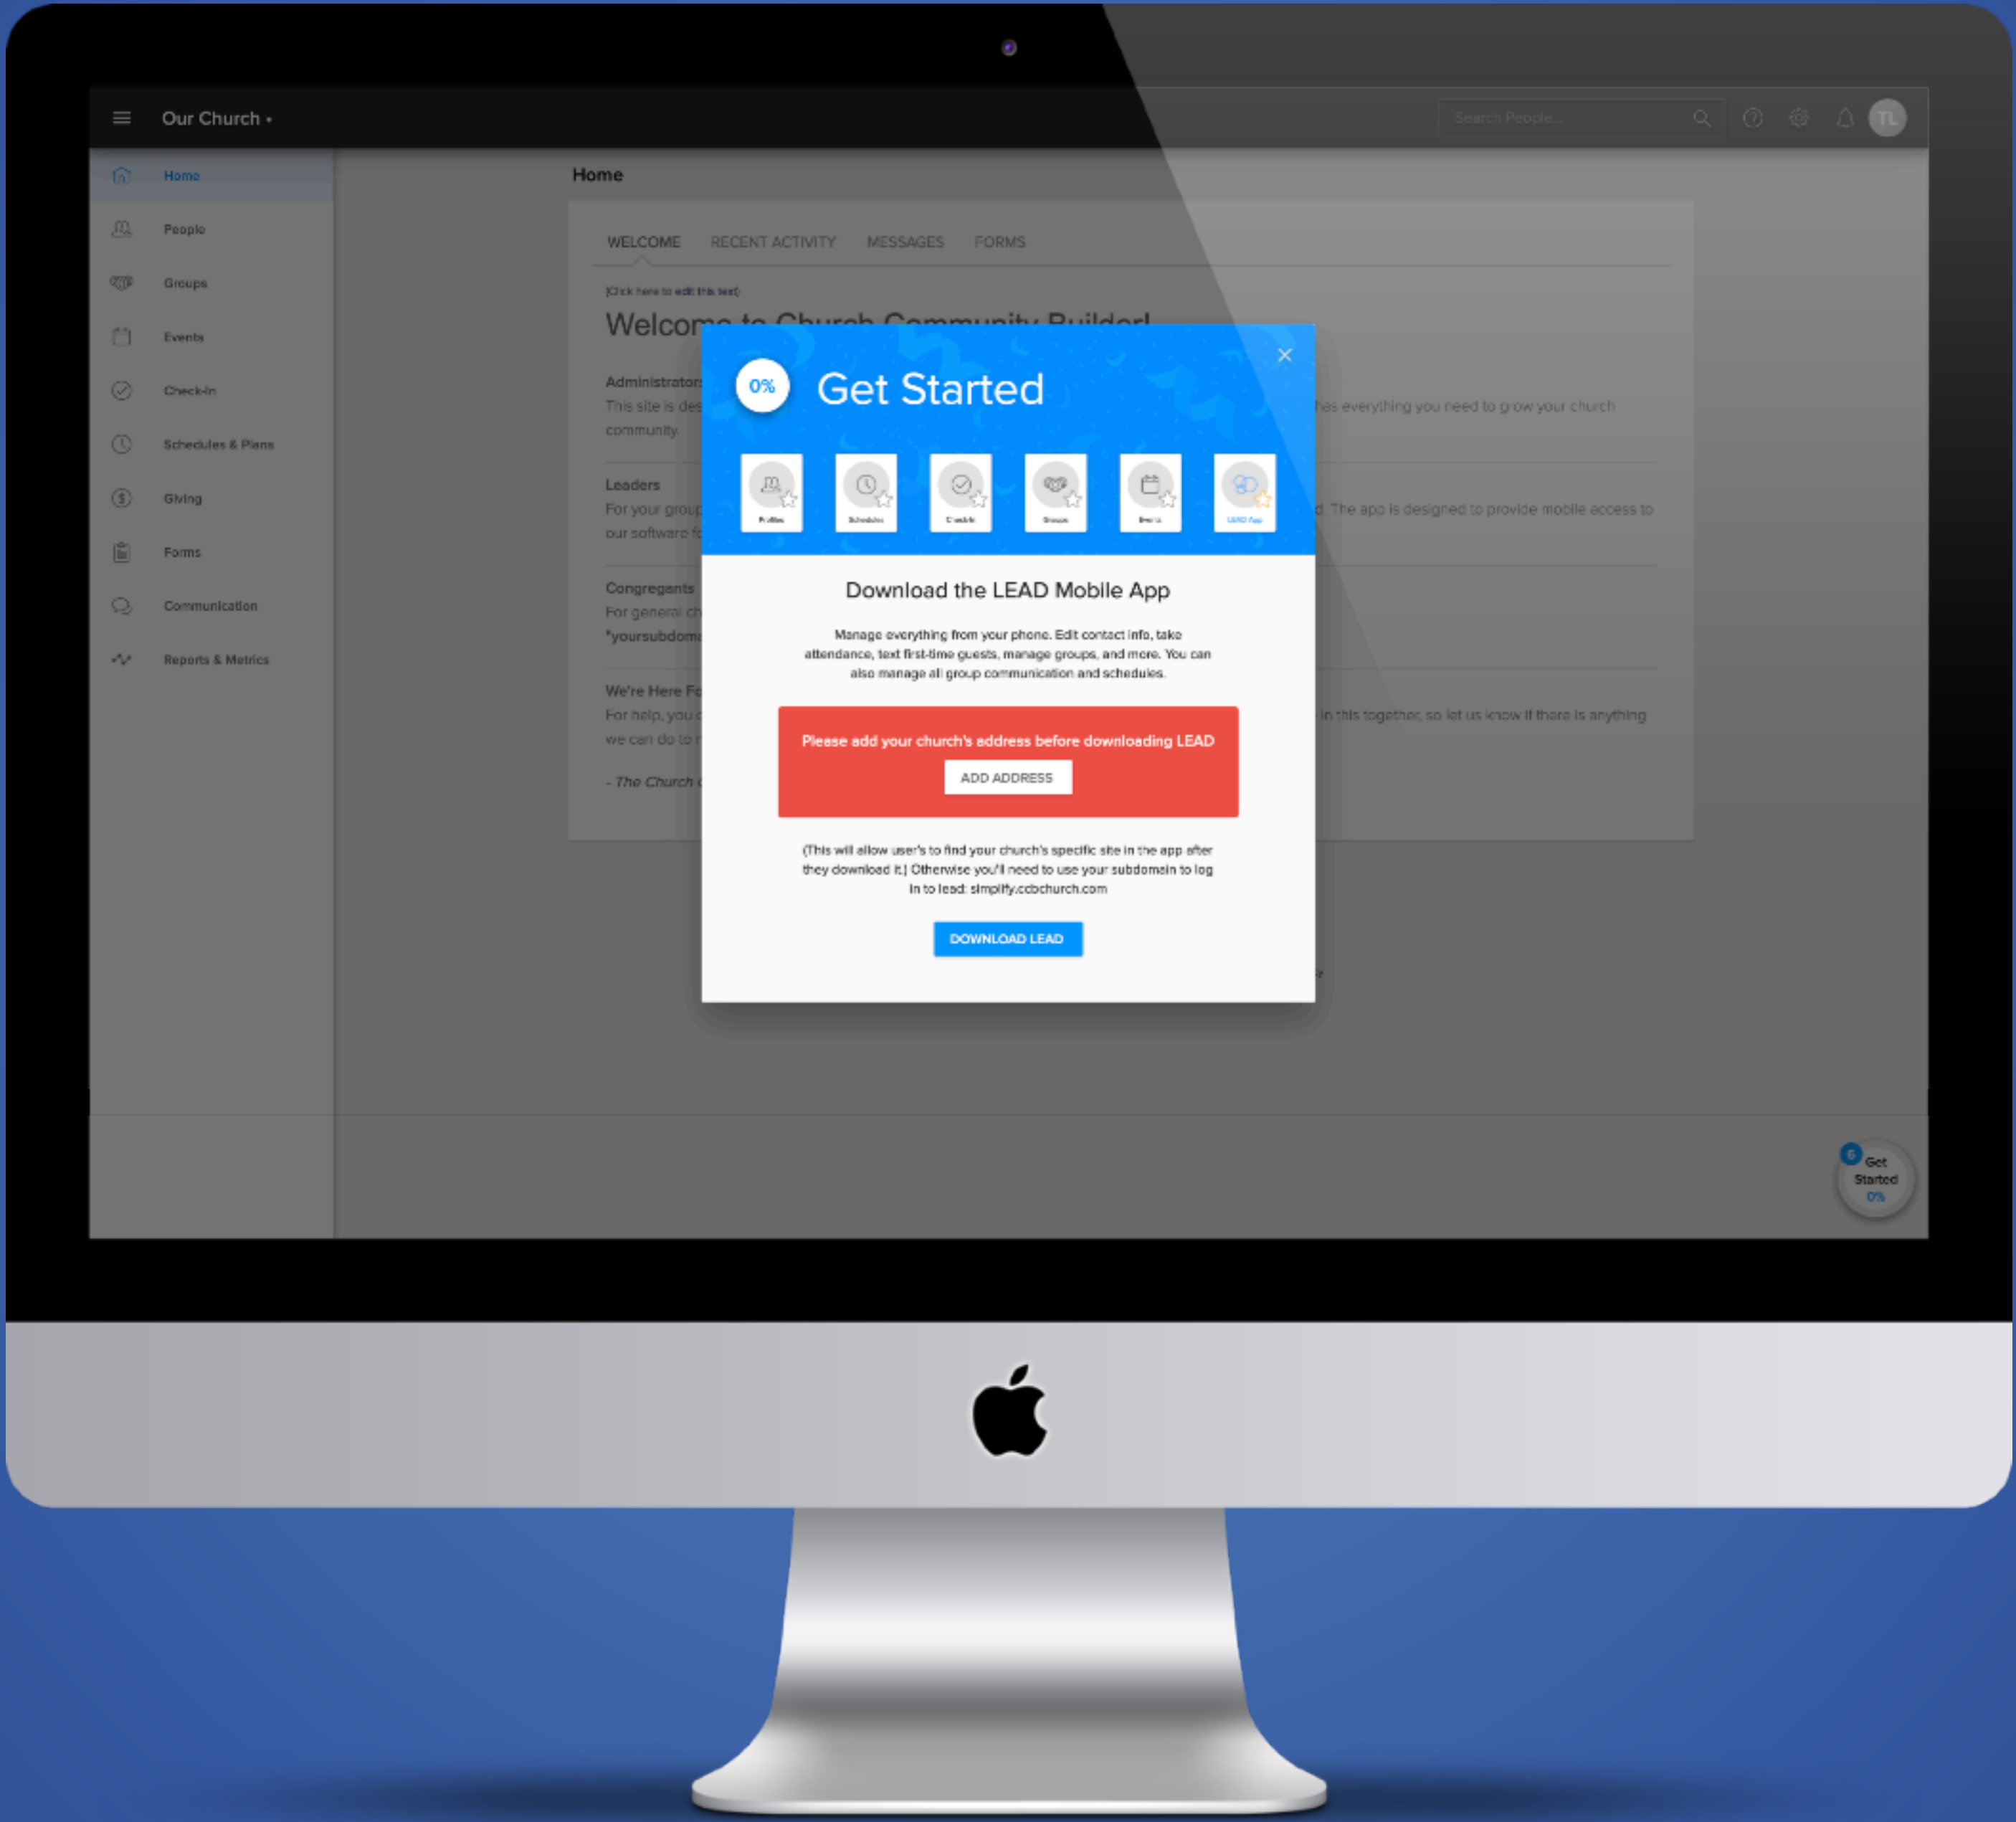 Our Church
Search People...
TL
Home
People
Groups
Events
Check-In
Schedules & Plans
Giving
Forms
Communication
Reports & Metrics
Home
WELCOME RECENT ACTIVITY MESSAGES FORMS
(Click here to edit this text)
Welcome to Church Community Builder!
Administrators
This site is des
has everything you need to grow your church
community.
Leaders
For your group
d. The app is designed to provide mobile access to
our software fo
Congregants
For general ch
"yoursubdoma
We're Here Fo
For help, you c
in this together, so let us know if there is anything
we can do to r
- The Church C
0%
Get Started
Profiles
Schedules
Check-In
Groups
Events
LEAD App
Download the LEAD Mobile App
Manage everything from your phone. Edit contact info, take
attendance, text first-time guests, manage groups, and more. You can
also manage all group communication and schedules.
Please add your church's address before downloading LEAD
ADD ADDRESS
(This will allow user's to find your church's specific site in the app after
they download it.) Otherwise you'll need to use your subdomain to log
in to lead: simplify.ccbchurch.com
DOWNLOAD LEAD
6
Get
Started
0%